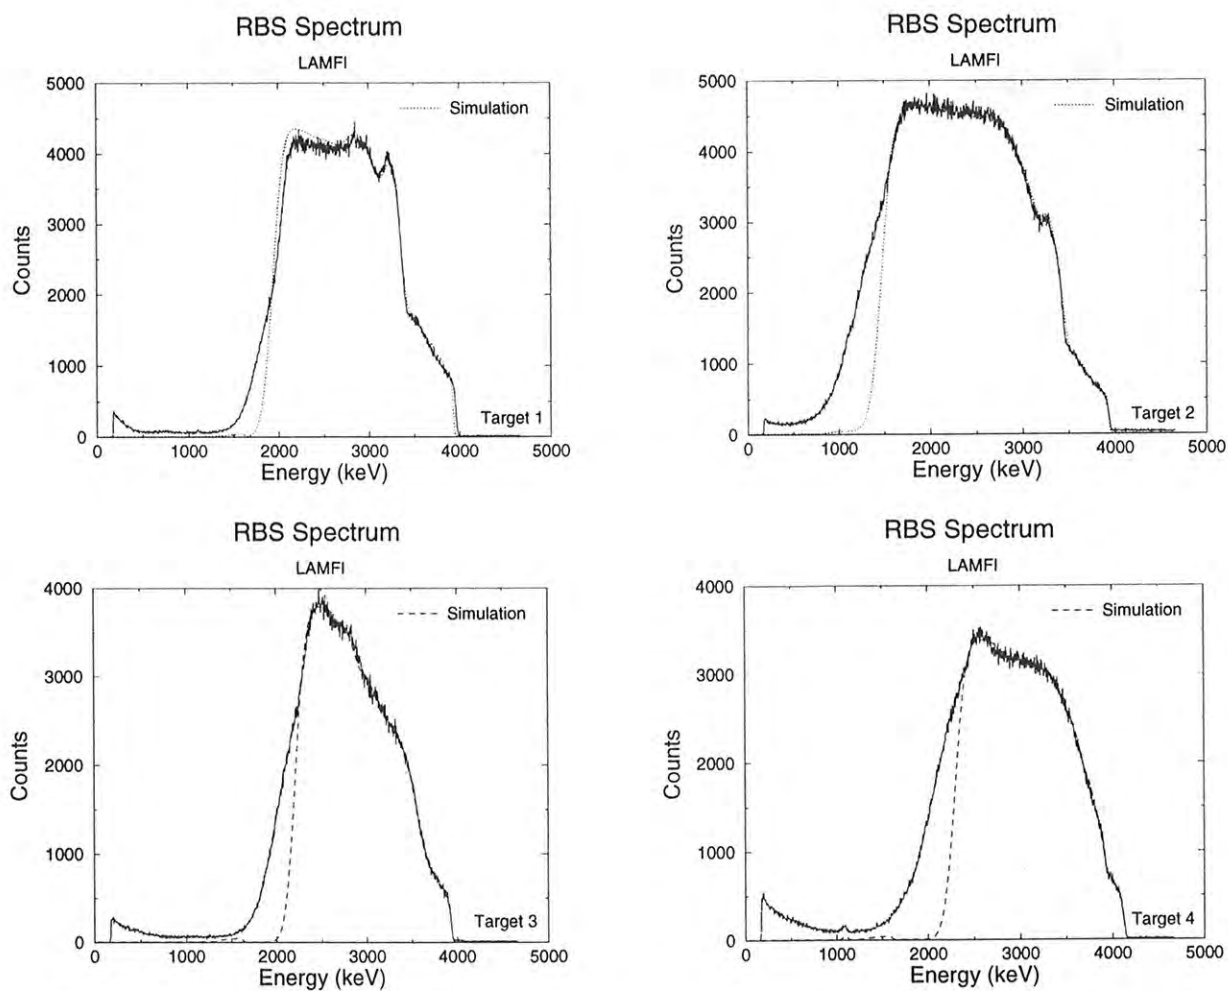 RBS Spectrum
LAMFI
5000
4000
3000
2000
1000
0
Counts
Simulation
Target 1
0 1000 2000 3000 4000 5000
Energy (keV)
RBS Spectrum
LAMFI
5000
4000
3000
2000
1000
0
Counts
Simulation
Target 2
0 1000 2000 3000 4000 5000
Energy (keV)
RBS Spectrum
LAMFI
4000
3000
2000
1000
0
Counts
Simulation
Target 3
0 1000 2000 3000 4000 5000
Energy (keV)
RBS Spectrum
LAMFI
4000
3000
2000
1000
0
Counts
Simulation
Target 4
0 1000 2000 3000 4000 5000
Energy (keV)